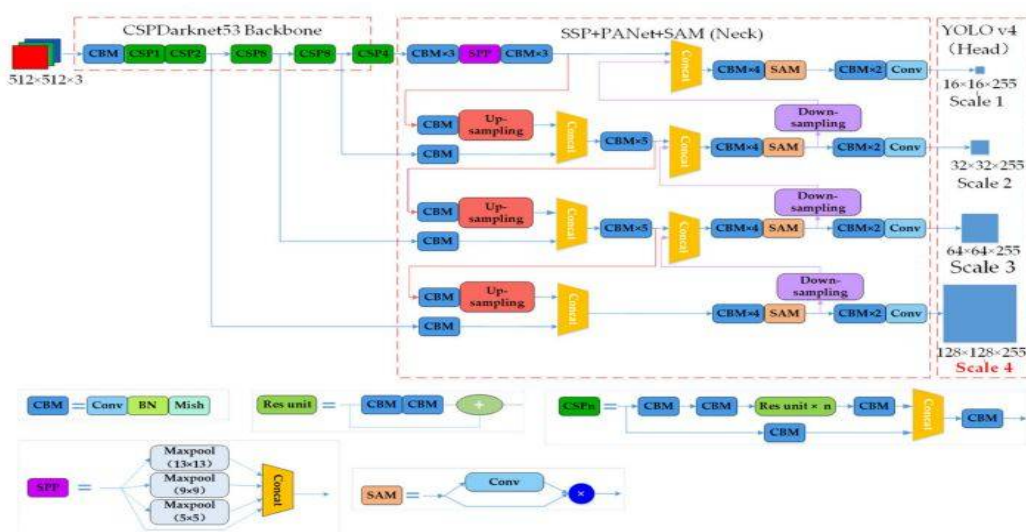 CSPDarknet53 Backbone
SSP+PANet+SAM (Neck)
YOLO v4
(Head)
512×512×3
CBM CSP1 CSP2 CSP8 CSP8 CSP4 CBM×3 SPP CBM×3
Concat
CBM×4 SAM CBM×2 Conv
16×16×255
Scale 1
CBM Up-sampling
CBM
Concat
CBM×5
Concat
Down-sampling
CBM×4 SAM CBM×2 Conv
32×32×255
Scale 2
CBM Up-sampling
CBM
Concat
CBM×5
Concat
Down-sampling
CBM×4 SAM CBM×2 Conv
64×64×255
Scale 3
CBM Up-sampling
CBM
Concat
Down-sampling
CBM×4 SAM CBM×2 Conv
128×128×255
Scale 4
CBM = Conv BN Mish
Res unit = CBM CBM +
CSPn = CBM CBM Res unit × n CBM
CBM
Concat
CBM
SPP =
Maxpool
(13×13)
Maxpool
(9×9)
Maxpool
(5×5)
Concat
SAM = Conv ×